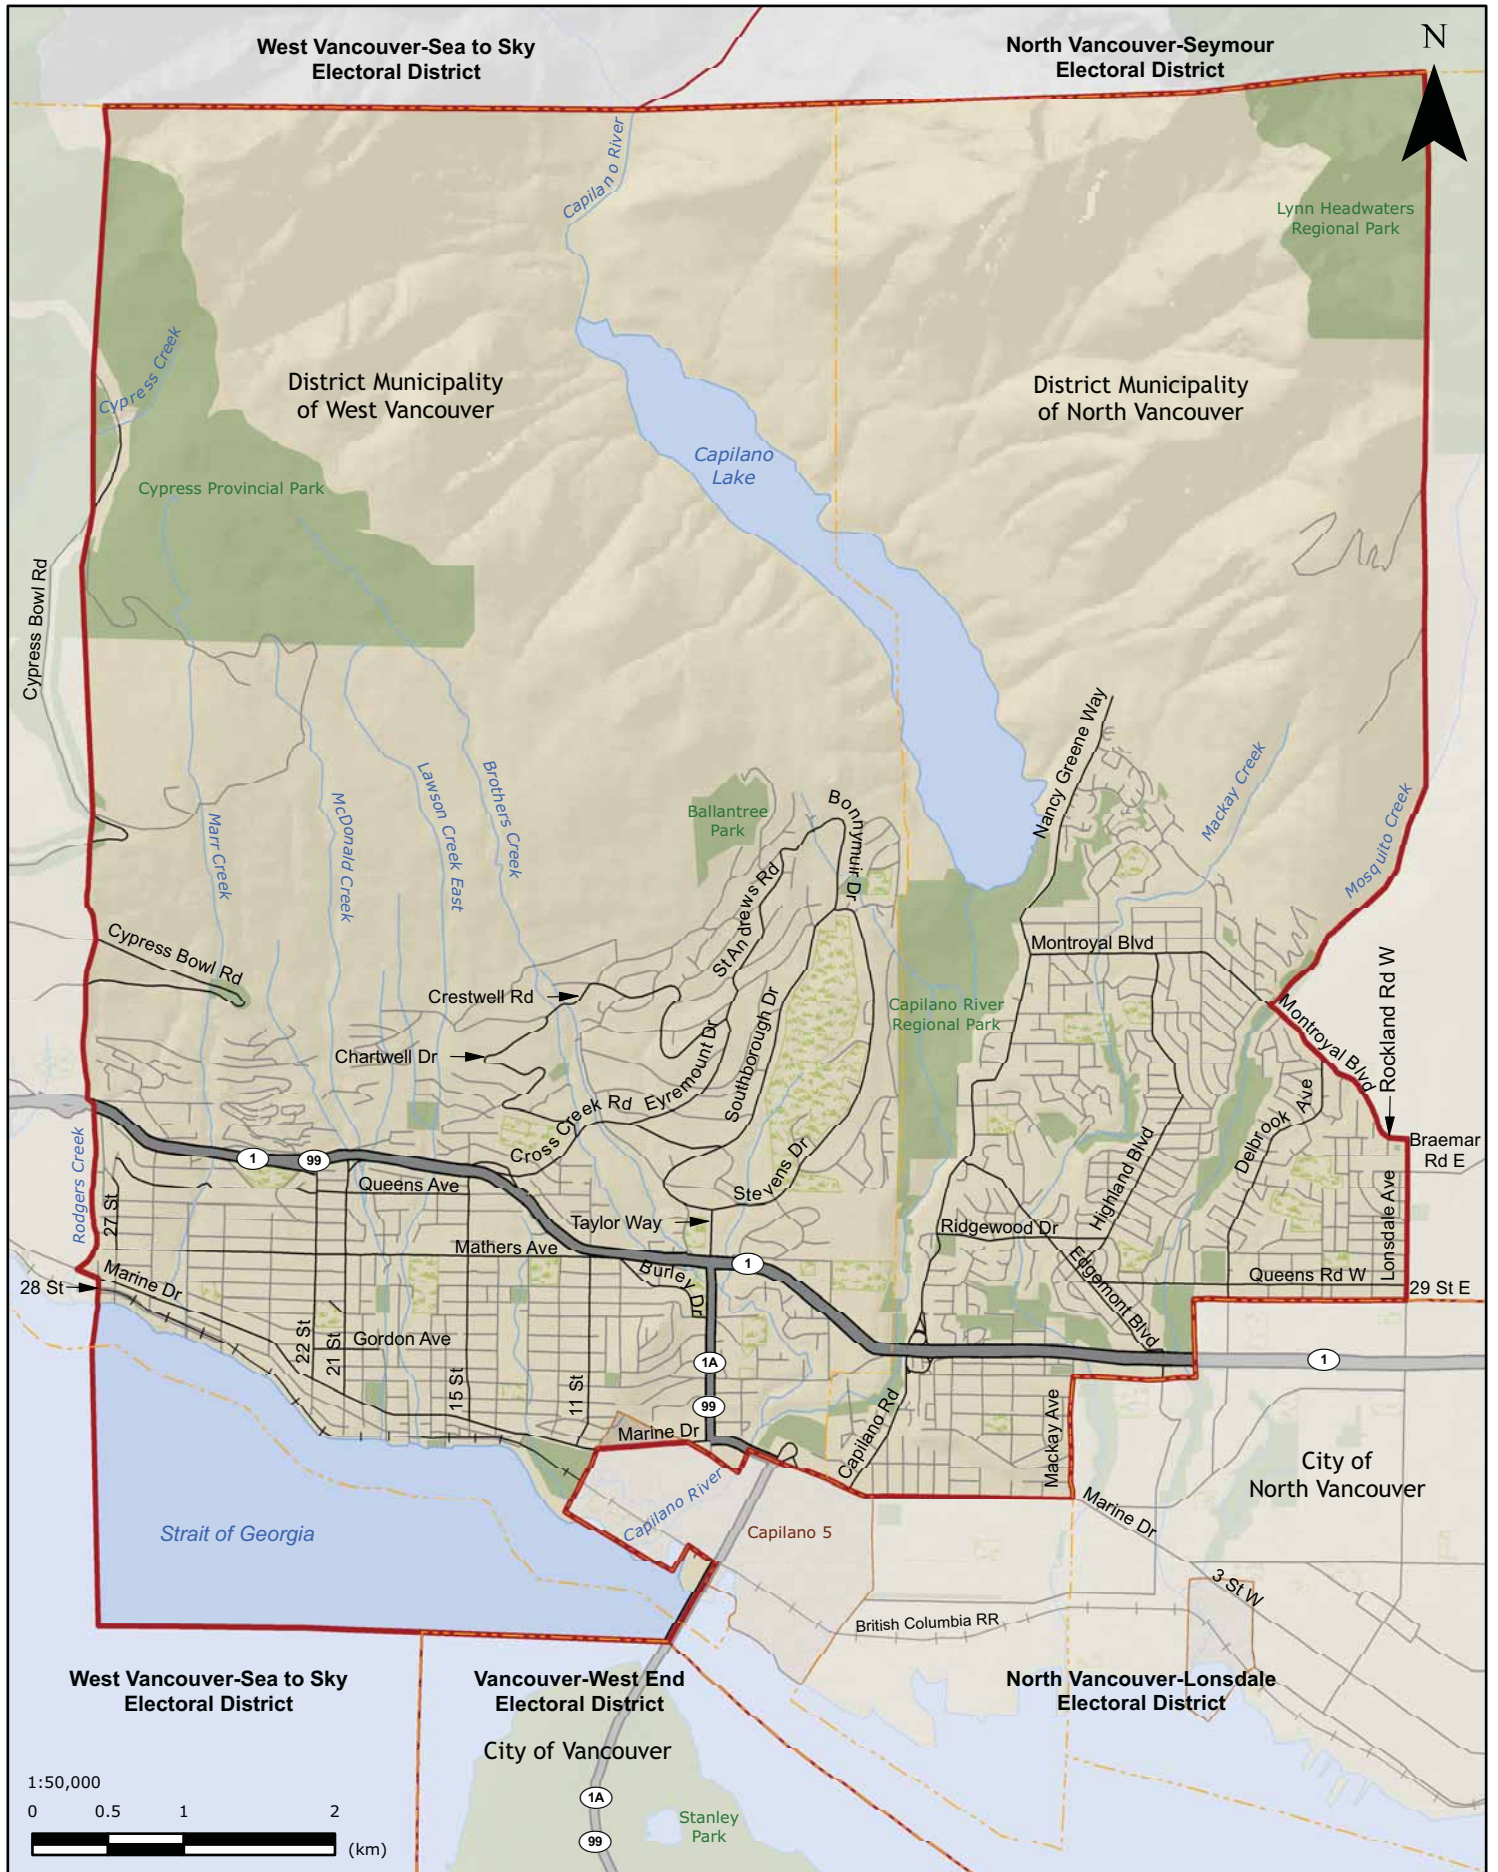 West Vancouver-Sea to Sky
Electoral District
North Vancouver-Seymour
Electoral District
N
Capilano River
Lynn Headwaters
Regional Park
Cypress Creek
District Municipality
of West Vancouver
District Municipality
of North Vancouver
Capilano
Lake
Cypress Provincial Park
Cypress Bowl Rd
Nancy Greene Way
Mackay Creek
Mosquito Creek
Brothers Creek
Lawson Creek East
McDonald Creek
Marr Creek
Ballantree
Park
Bonnymuir Dr
St Andrews Rd
Cypress Bowl Rd
Montroyal Blvd
Rockland Rd W
Crestwell Rd
Capilano River
Regional Park
Southborough Dr
Eyremount Dr
Montroyal Blvd
Chartwell Dr
Cross Creek Rd
Delbrook Ave
Highland Blvd
Braemar
Rd E
Rodgers Creek
1
99
Queens Ave
Stevens Dr
27 St
Taylor Way
Ridgewood Dr
Lonsdale Ave
Mathers Ave
1
Burley Dr
Edgemont Blvd
Queens Rd W
28 St
Marine Dr
29 St E
22 St
21 St
Gordon Ave
15 St
11 St
1A
1
99
Marine Dr
Capilano Rd
Mackay Ave
City of
North Vancouver
Capilano River
Marine Dr
Strait of Georgia
Capilano 5
3 St W
British Columbia RR
West Vancouver-Sea to Sky
Electoral District
Vancouver-West End
Electoral District
North Vancouver-Lonsdale
Electoral District
City of Vancouver
1:50,000
0 0.5 1 2
(km)
1A
99
Stanley
Park